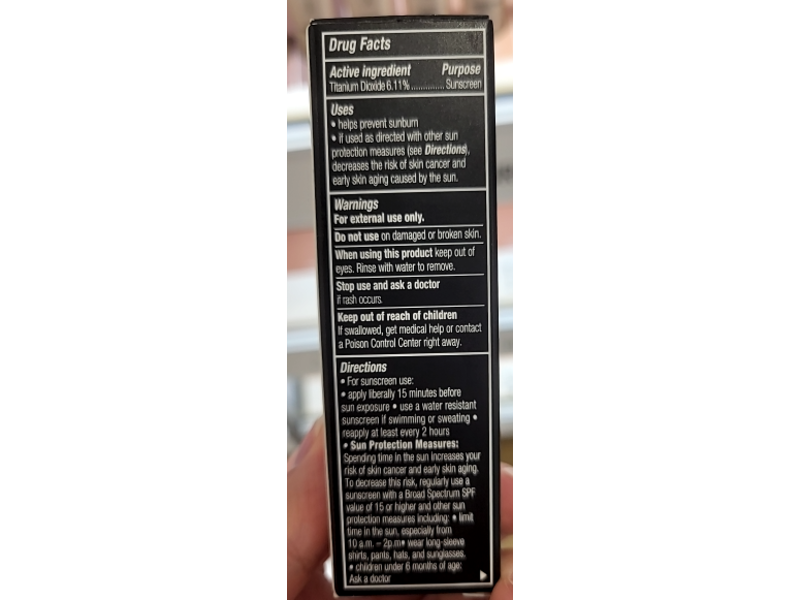 Drug Facts
Active ingredient Purpose
Titanium Dioxide 6.11%.............. Sunscreen
Uses
• helps prevent sunburn
• if used as directed with other sun
protection measures (see Directions),
decreases the risk of skin cancer and
early skin aging caused by the sun.
Warnings
For external use only.
Do not use on damaged or broken skin.
When using this product keep out of
eyes. Rinse with water to remove.
Stop use and ask a doctor
if rash occurs
Keep out of reach of children
If swallowed, get medical help or contact
a Poison Control Center right away.
Directions
• For sunscreen use:
• apply liberally 15 minutes before
sun exposure • use a water resistant
sunscreen if swimming or sweating •
reapply at least every 2 hours
• Sun Protection Measures:
Spending time in the sun increases your
risk of skin cancer and early skin aging.
To decrease this risk, regularly use a
sunscreen with a Broad Spectrum SPF
value of 15 or higher and other sun
protection measures including: • limit
time in the sun, especially from
10 a.m. – 2p.m• wear long-sleeve
shirts, pants, hats, and sunglasses.
• children under 6 months of age:
Ask a doctor